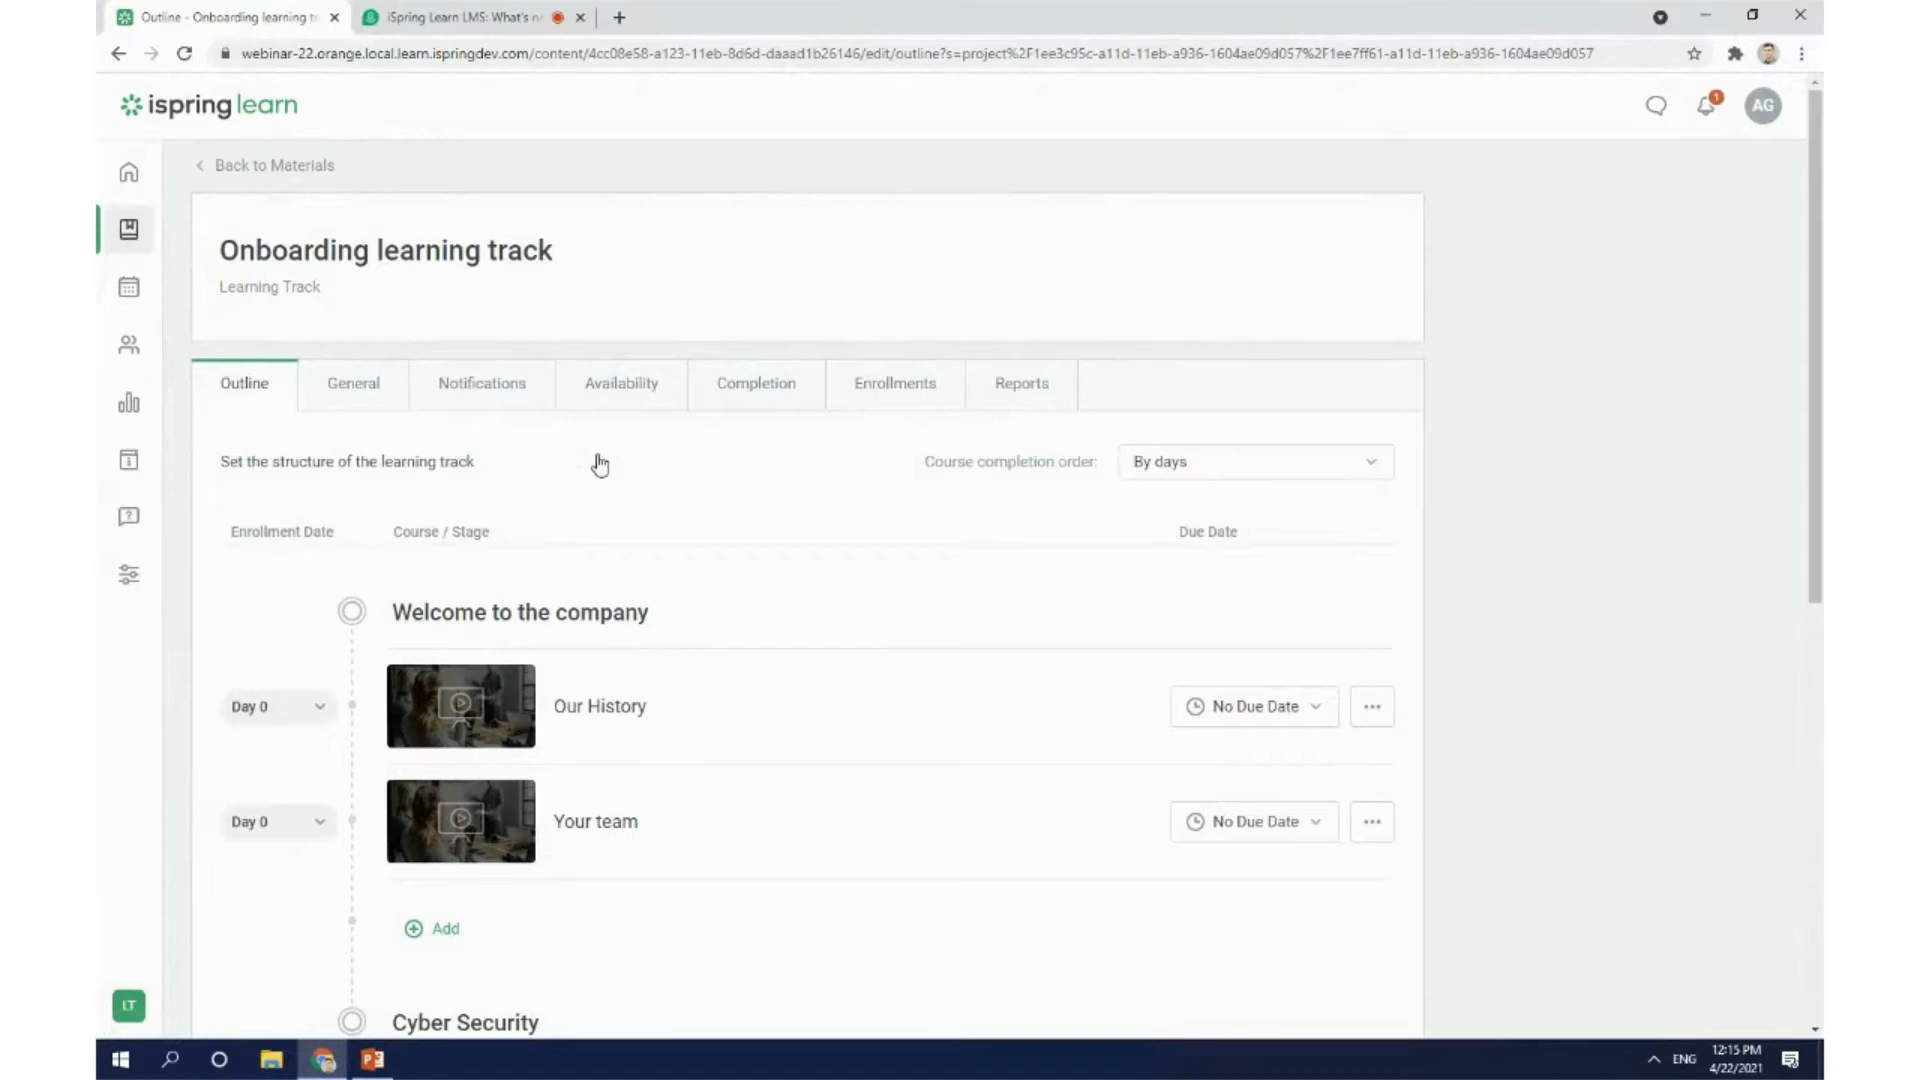 Outline - Onboarding learning tr
iSpring Learn LMS: What's n
webinar-22.orange.local.learn.ispringdev.com/content/4cc08e58-a123-11eb-8d6d-daaad1b26146/edit/outline?s=project%2F1ee3c95c-a11d-11eb-a936-1604ae09d057%2F1ee7ff61-a11d-11eb-a936-1604ae09d057
ispring learn
1
AG
Back to Materials
Onboarding learning track
Learning Track
Outline General Notifications Availability Completion Enrollments Reports
Set the structure of the learning track Course completion order: By days
Enrollment Date Course / Stage Due Date
Welcome to the company
Day 0 Our History No Due Date
Day 0 Your team No Due Date
Add
LT
Cyber Security
ENG
12:15 PM
4/22/2021